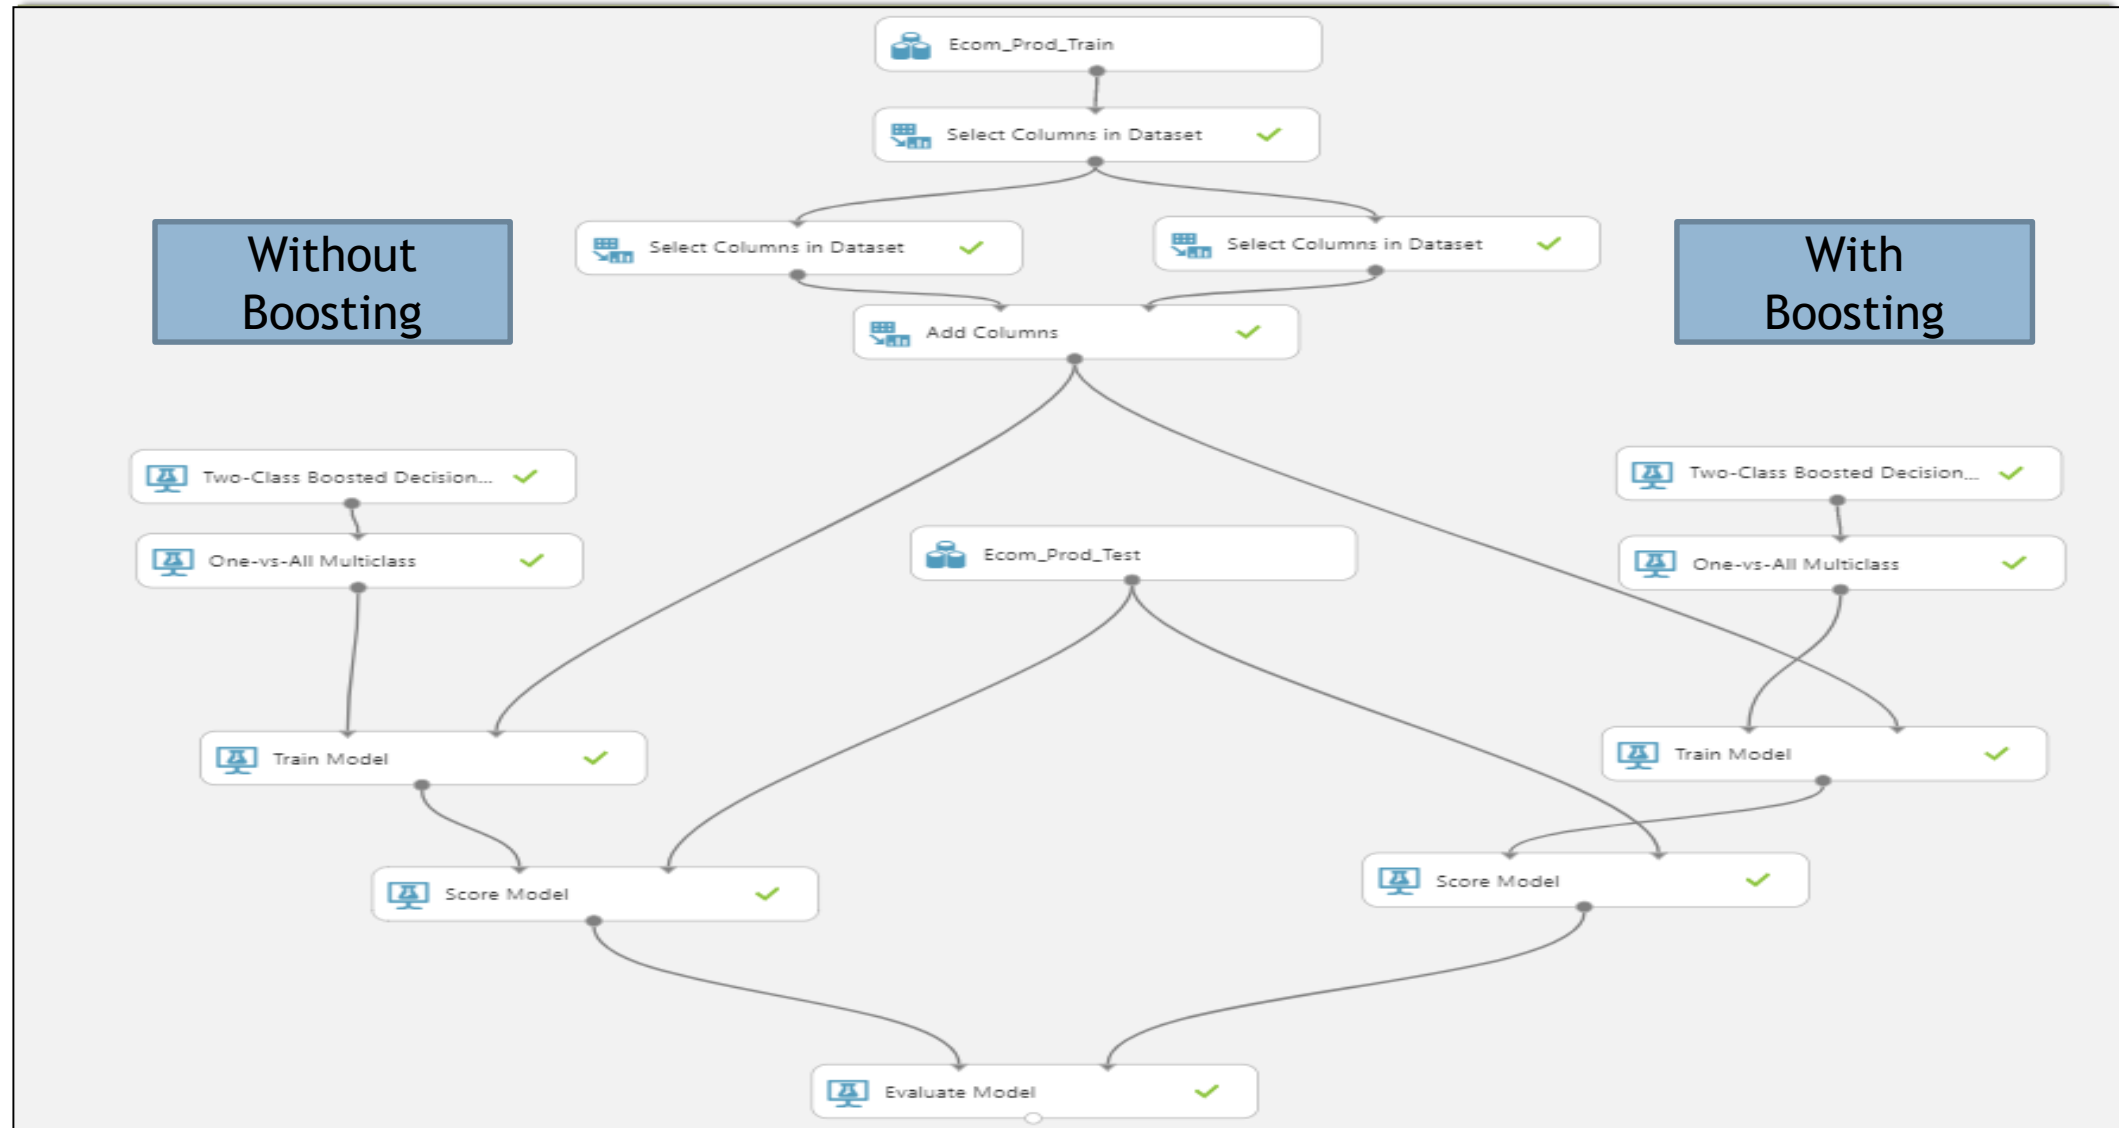 Ecom_Prod_Train
Select Columns in Dataset
Without
Boosting
Select Columns in Dataset
Select Columns in Dataset
With
Boosting
Add Columns
Two-Class Boosted Decision...
Two-Class Boosted Decision...
One-vs-All Multiclass
Ecom_Prod_Test
One-vs-All Multiclass
Train Model
Train Model
Score Model
Score Model
Evaluate Model